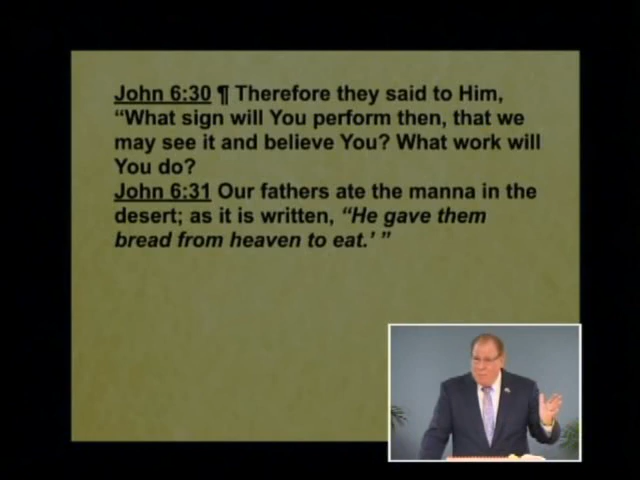 John 6:30 ¶ Therefore they said to Him,
“What sign will You perform then, that we
may see it and believe You? What work will
You do?
John 6:31 Our fathers ate the manna in the
desert; as it is written, “He gave them
bread from heaven to eat.’ ”